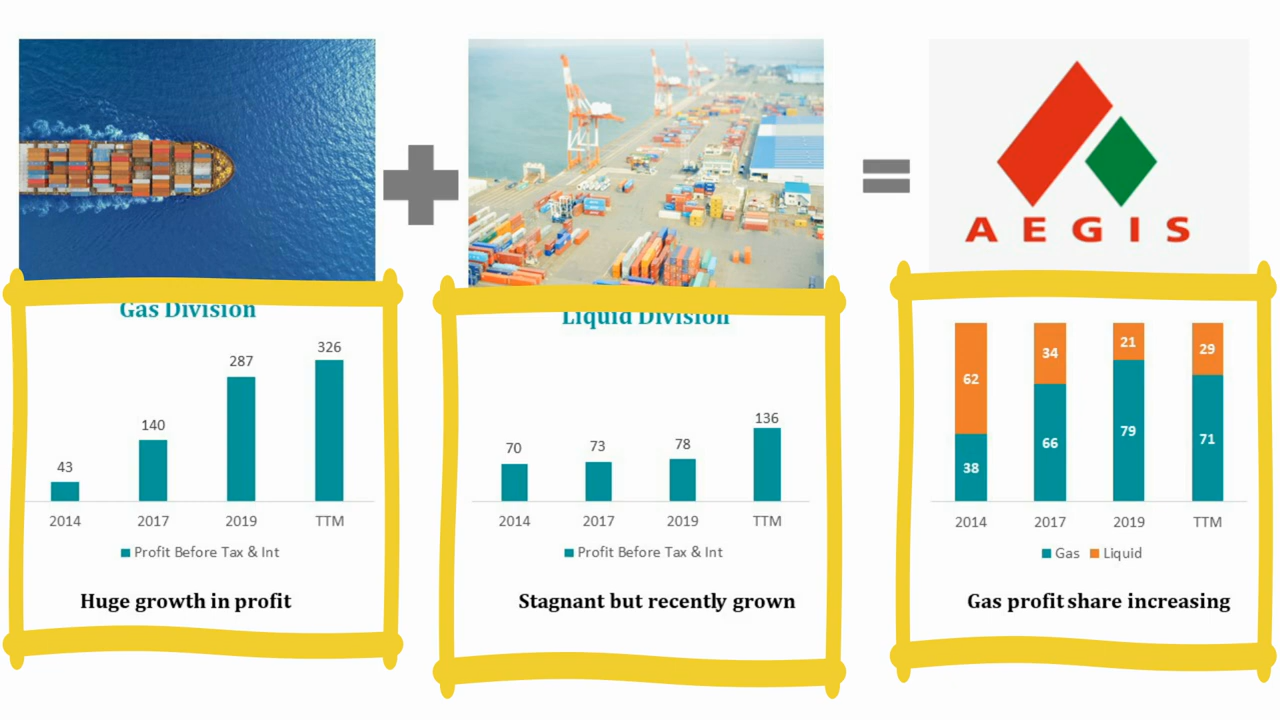 AEGIS
Gas Division
326
287
140
43
2014 2017 2019 TTM
Profit Before Tax & Int
Huge growth in profit
Liquid Division
136
70 73 78
2014 2017 2019 TTM
Profit Before Tax & Int
Stagnant but recently grown
62 34 21 29
38 66 79 71
2014 2017 2019 TTM
Gas Liquid
Gas profit share increasing